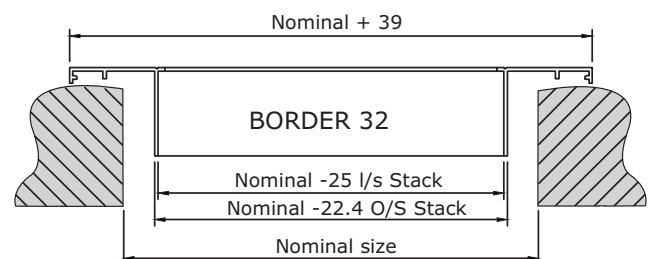 Nominal + 39
BORDER 32
Nominal -25 l/s Stack
Nominal -22.4 O/S Stack
Nominal size